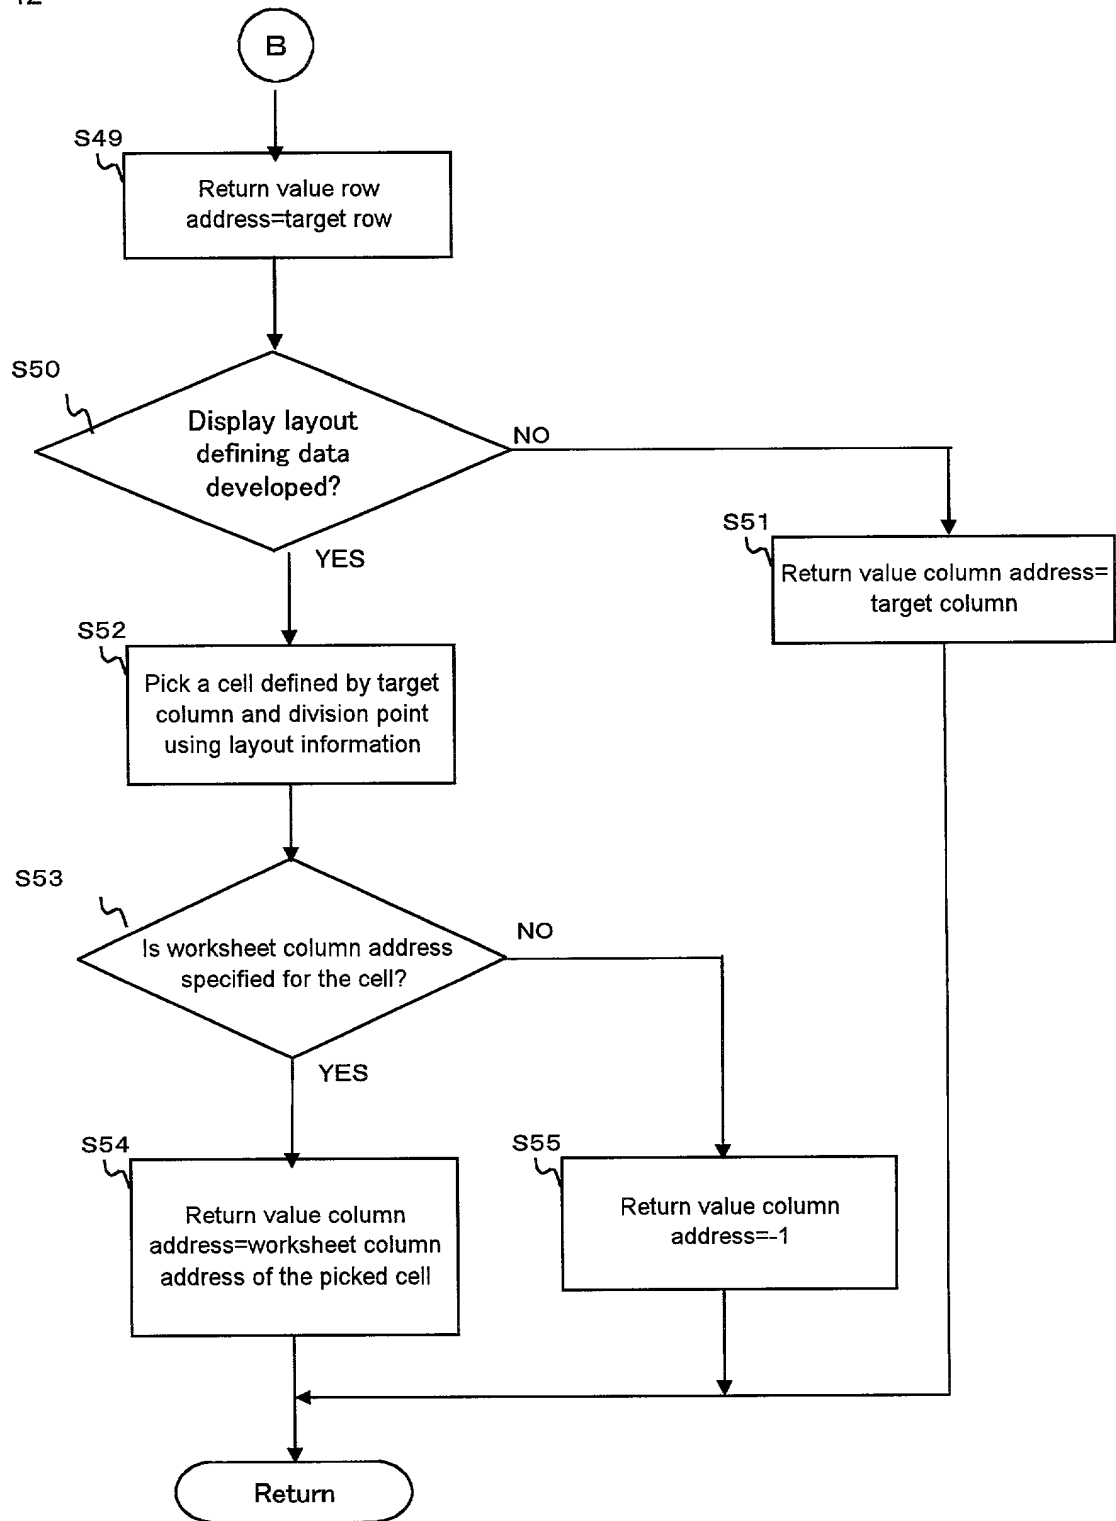 B
S49
Return value row
address=target row
S50
Display layout
defining data
developed?
NO
YES
S51
Return value column address=
target column
S52
Pick a cell defined by target
column and division point
using layout information
S53
Is worksheet column address
specified for the cell?
NO
YES
S54
Return value column
address=worksheet column
address of the picked cell
S55
Return value column
address=-1
Return